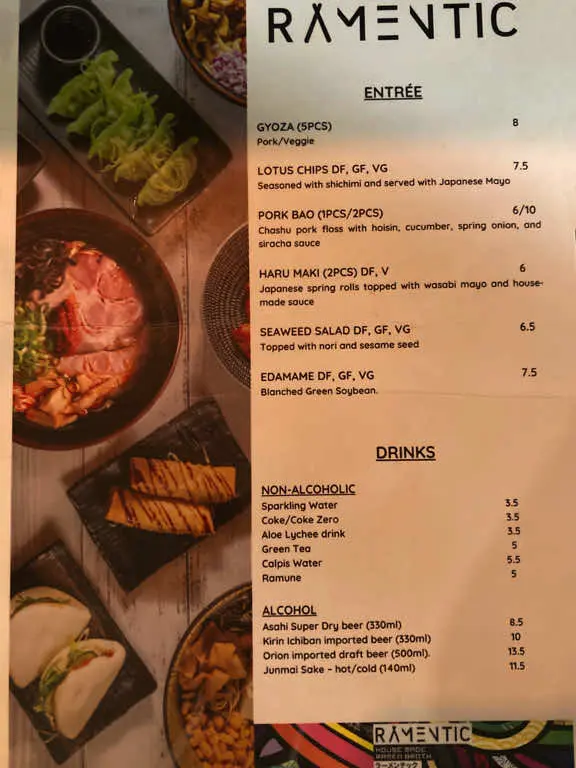 RAMENTIC
ENTRÉE
GYOZA (5PCS) 8
Pork/Veggie
LOTUS CHIPS DF, GF, VG 7.5
Seasoned with shichimi and served with Japanese Mayo
PORK BAO (1PCS/2PCS) 6/10
Chashu pork floss with hoisin, cucumber, spring onion, and
siracha sauce
HARU MAKI (2PCS) DF, V 6
Japanese spring rolls topped with wasabi mayo and house-
made sauce
SEAWEED SALAD DF, GF, VG 6.5
Topped with nori and sesame seed
EDAMAME DF, GF, VG 7.5
Blanched Green Soybean.
DRINKS
NON-ALCOHOLIC
Sparkling Water 3.5
Coke/Coke Zero 3.5
Aloe Lychee drink 3.5
Green Tea 5
Calpis Water 5.5
Ramune 5
ALCOHOL
Asahi Super Dry beer (330ml) 8.5
Kirin Ichiban imported beer (330ml) 10
Orion imported draft beer (500ml). 13.5
Junmai Sake - hot/cold (140ml) 11.5
RAMENTIC
HOUSE MADE
RAMEN BROTH
ラーメンテック